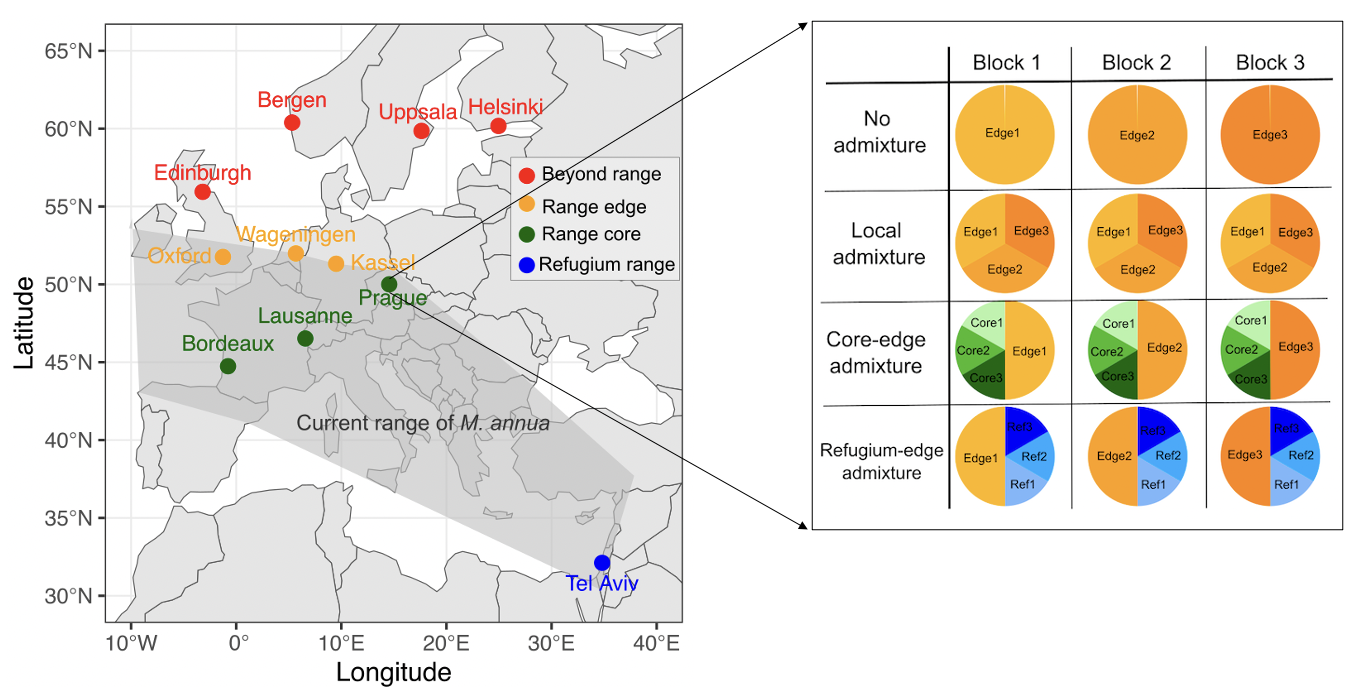 65°N
60°N
55°N
50°N
45°N
40°N
35°N
30°N
Latitude
10°W
0°
10°E
20°E
30°E
40°E
Longitude
Bergen
Uppsala
Helsinki
Edinburgh
Wageningen
Oxford
Kassel
Prague
Lausanne
Bordeaux
Current range of M. annua
Tel Aviv
Beyond range
Range edge
Range core
Refugium range
Block 1
Block 2
Block 3
No
admixture
Edge1
Edge2
Edge3
Local
admixture
Edge1
Edge3
Edge2
Edge1
Edge3
Edge2
Edge1
Edge3
Edge2
Core-edge
admixture
Core1
Core2
Core3
Edge1
Core1
Core2
Core3
Edge2
Core1
Core2
Core3
Edge3
Refugium-edge
admixture
Edge1
Ref3
Ref2
Ref1
Edge2
Ref3
Ref2
Ref1
Edge3
Ref3
Ref2
Ref1